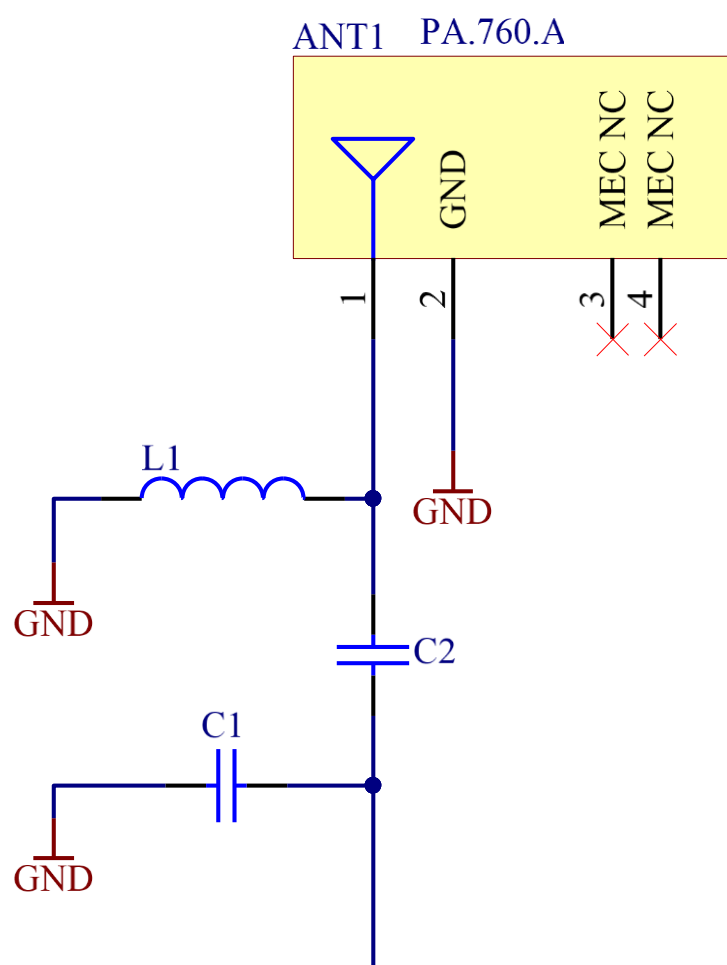 ANT1 PA.760.A
GND
MEC NC
MEC NC
1
2
3
4
L1
GND
GND
C2
C1
GND